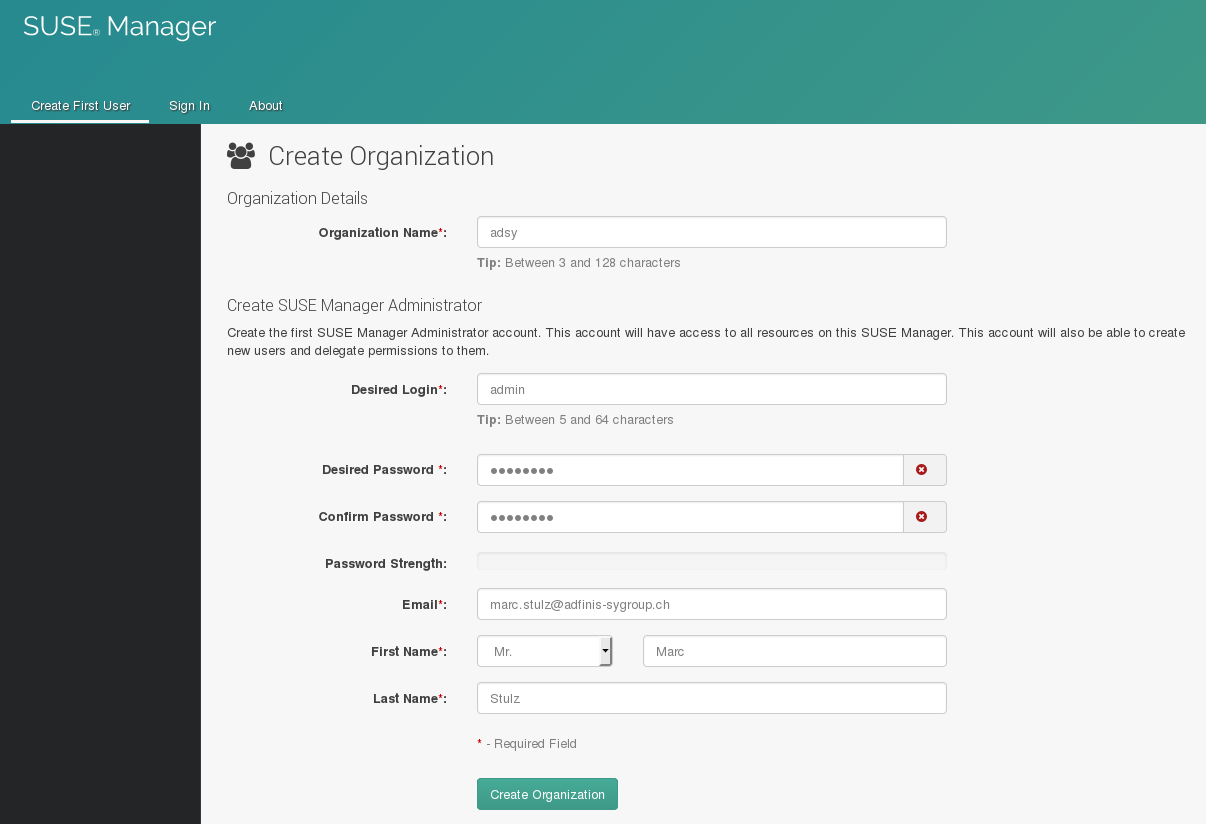 SUSE® Manager
Create First User Sign In About
Create Organization
Organization Details
Organization Name*: adsy
Tip: Between 3 and 128 characters
Create SUSE Manager Administrator
Create the first SUSE Manager Administrator account. This account will have access to all resources on this SUSE Manager. This account will also be able to create
new users and delegate permissions to them.
Desired Login*: admin
Tip: Between 5 and 64 characters
Desired Password *: ●●●●●●●●
Confirm Password *: ●●●●●●●●
Password Strength:
Email*: marc.stulz@adfinis-sygroup.ch
First Name*: Mr. Marc
Last Name*: Stulz
* - Required Field
Create Organization